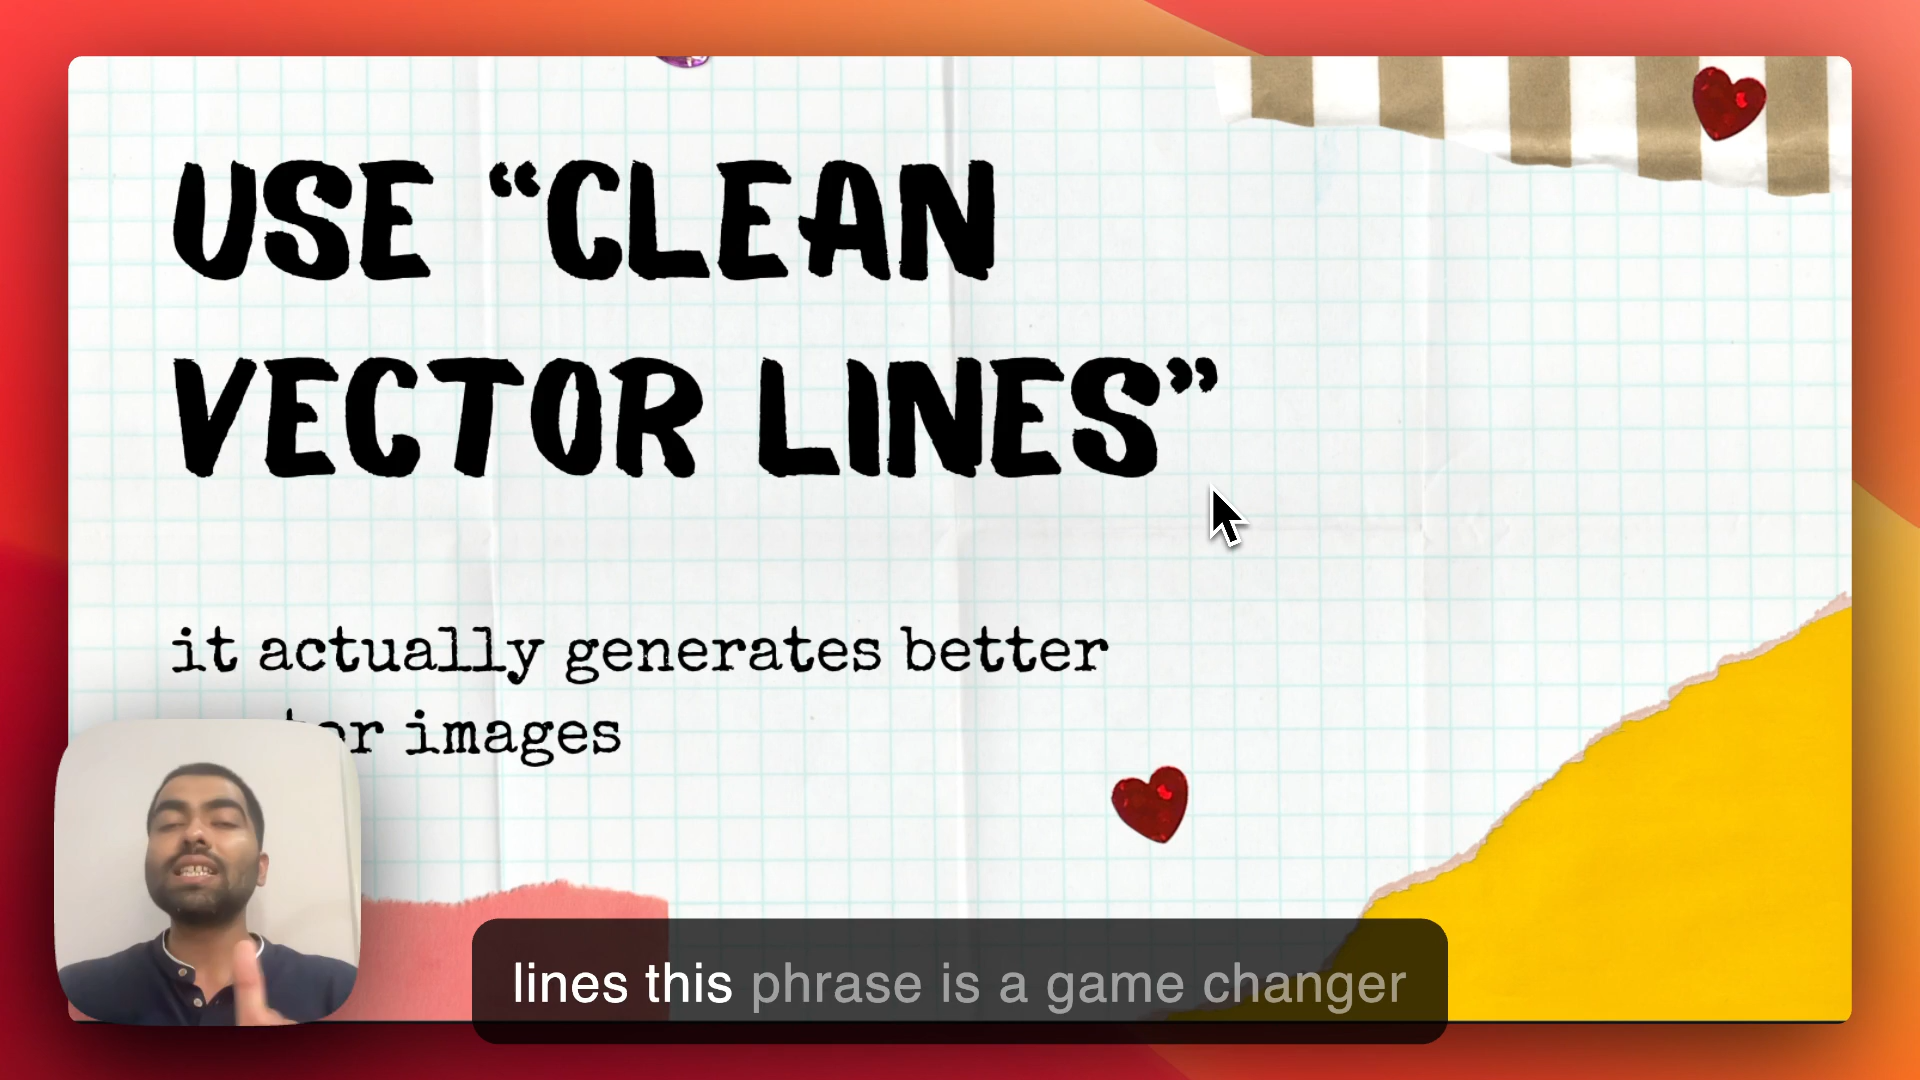 USE “CLEAN
VECTOR LINES”
it actually generates better
images
lines this phrase is a game changer